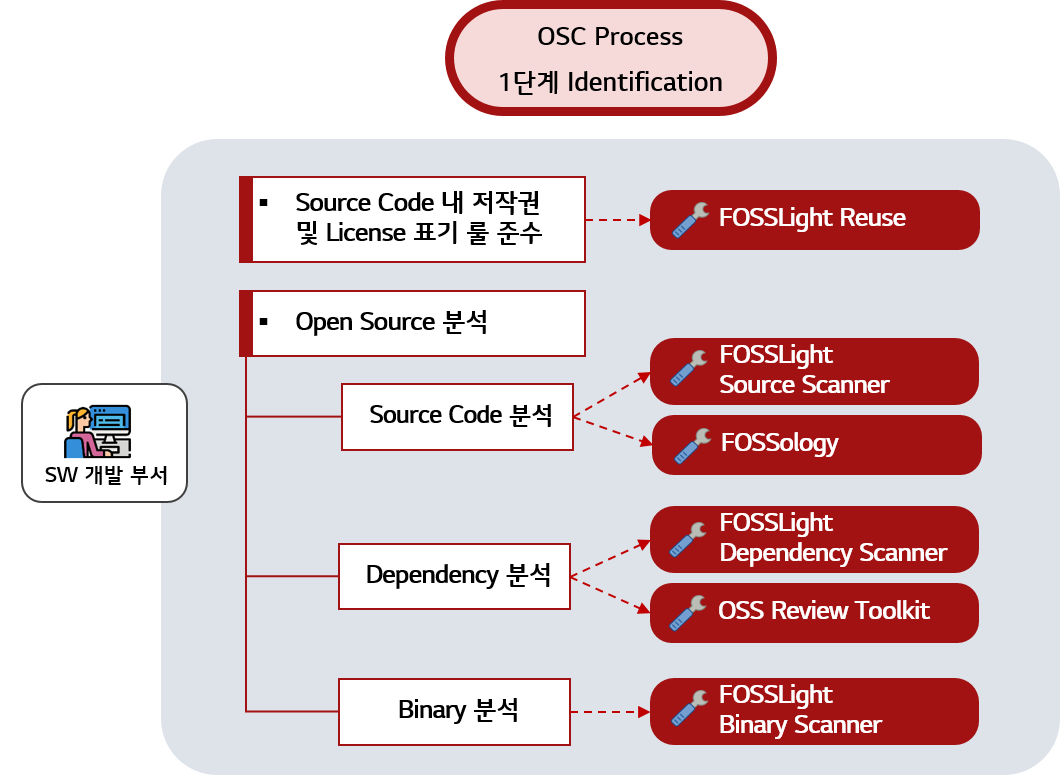 OSC Process
1단계 Identification
▪ Source Code 내 저작권
및 License 표기 룰 준수
FOSSLight Reuse
▪ Open Source 분석
Source Code 분석
FOSSLight
Source Scanner
FOSSology
SW 개발 부서
Dependency 분석
FOSSLight
Dependency Scanner
OSS Review Toolkit
Binary 분석
FOSSLight
Binary Scanner